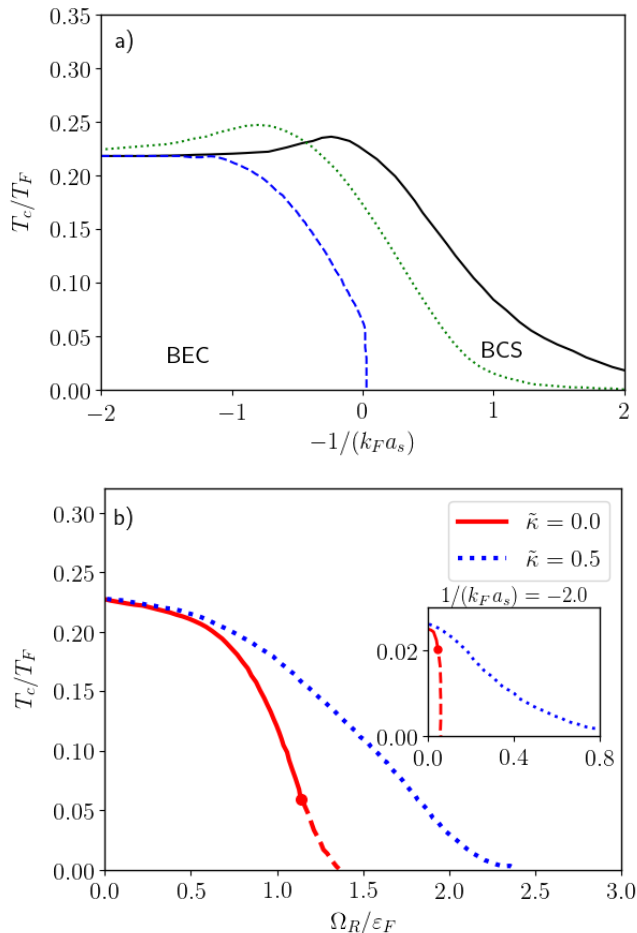 a)
0.35
0.30
0.25
0.20
0.15
0.10
0.05
0.00
T_c/T_F
BEC
BCS
−2
−1
0
1
2
−1/(k_F a_s)
b)
0.30
0.25
0.20
0.15
0.10
0.05
0.00
T_c/T_F
κ̃ = 0.0
κ̃ = 0.5
1/(k_F a_s) = −2.0
0.02
0.00
0.0
0.4
0.8
0.0
0.5
1.0
1.5
2.0
2.5
3.0
Ω_R/ε_F